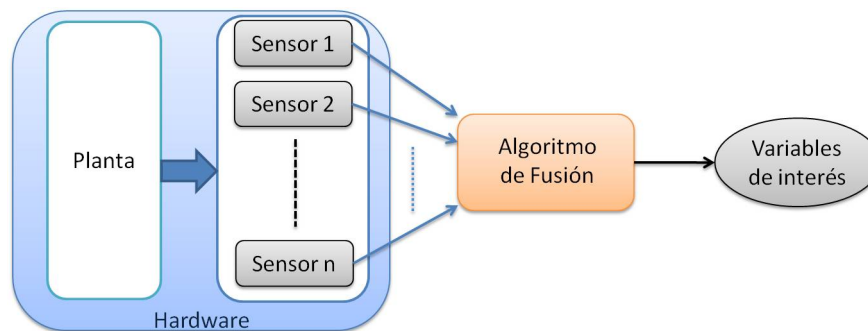 Planta
Sensor 1
Sensor 2
Sensor n
Hardware
Algoritmo
de Fusión
Variables
de interés